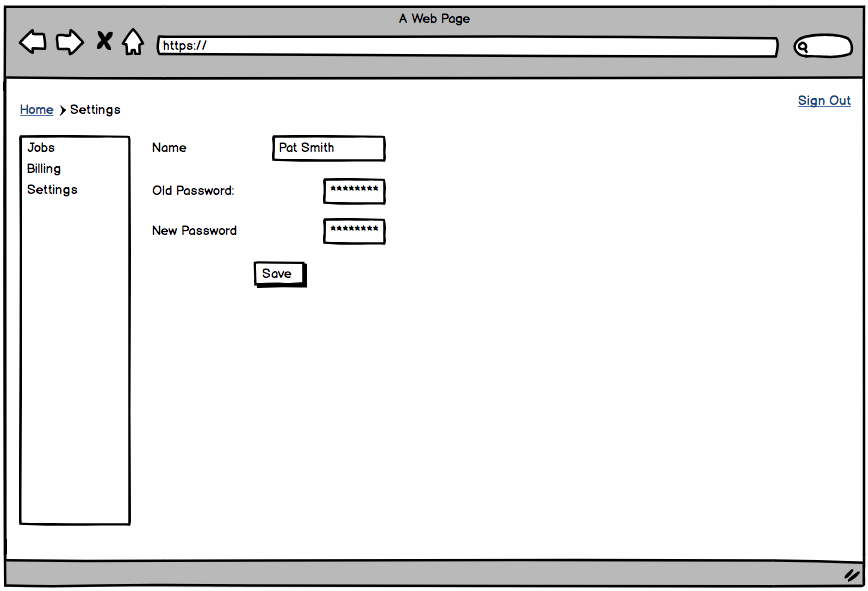 A Web Page
https://
Sign Out
Home Settings
Jobs
Billing
Settings
Name Pat Smith
Old Password: ********
New Password ********
Save